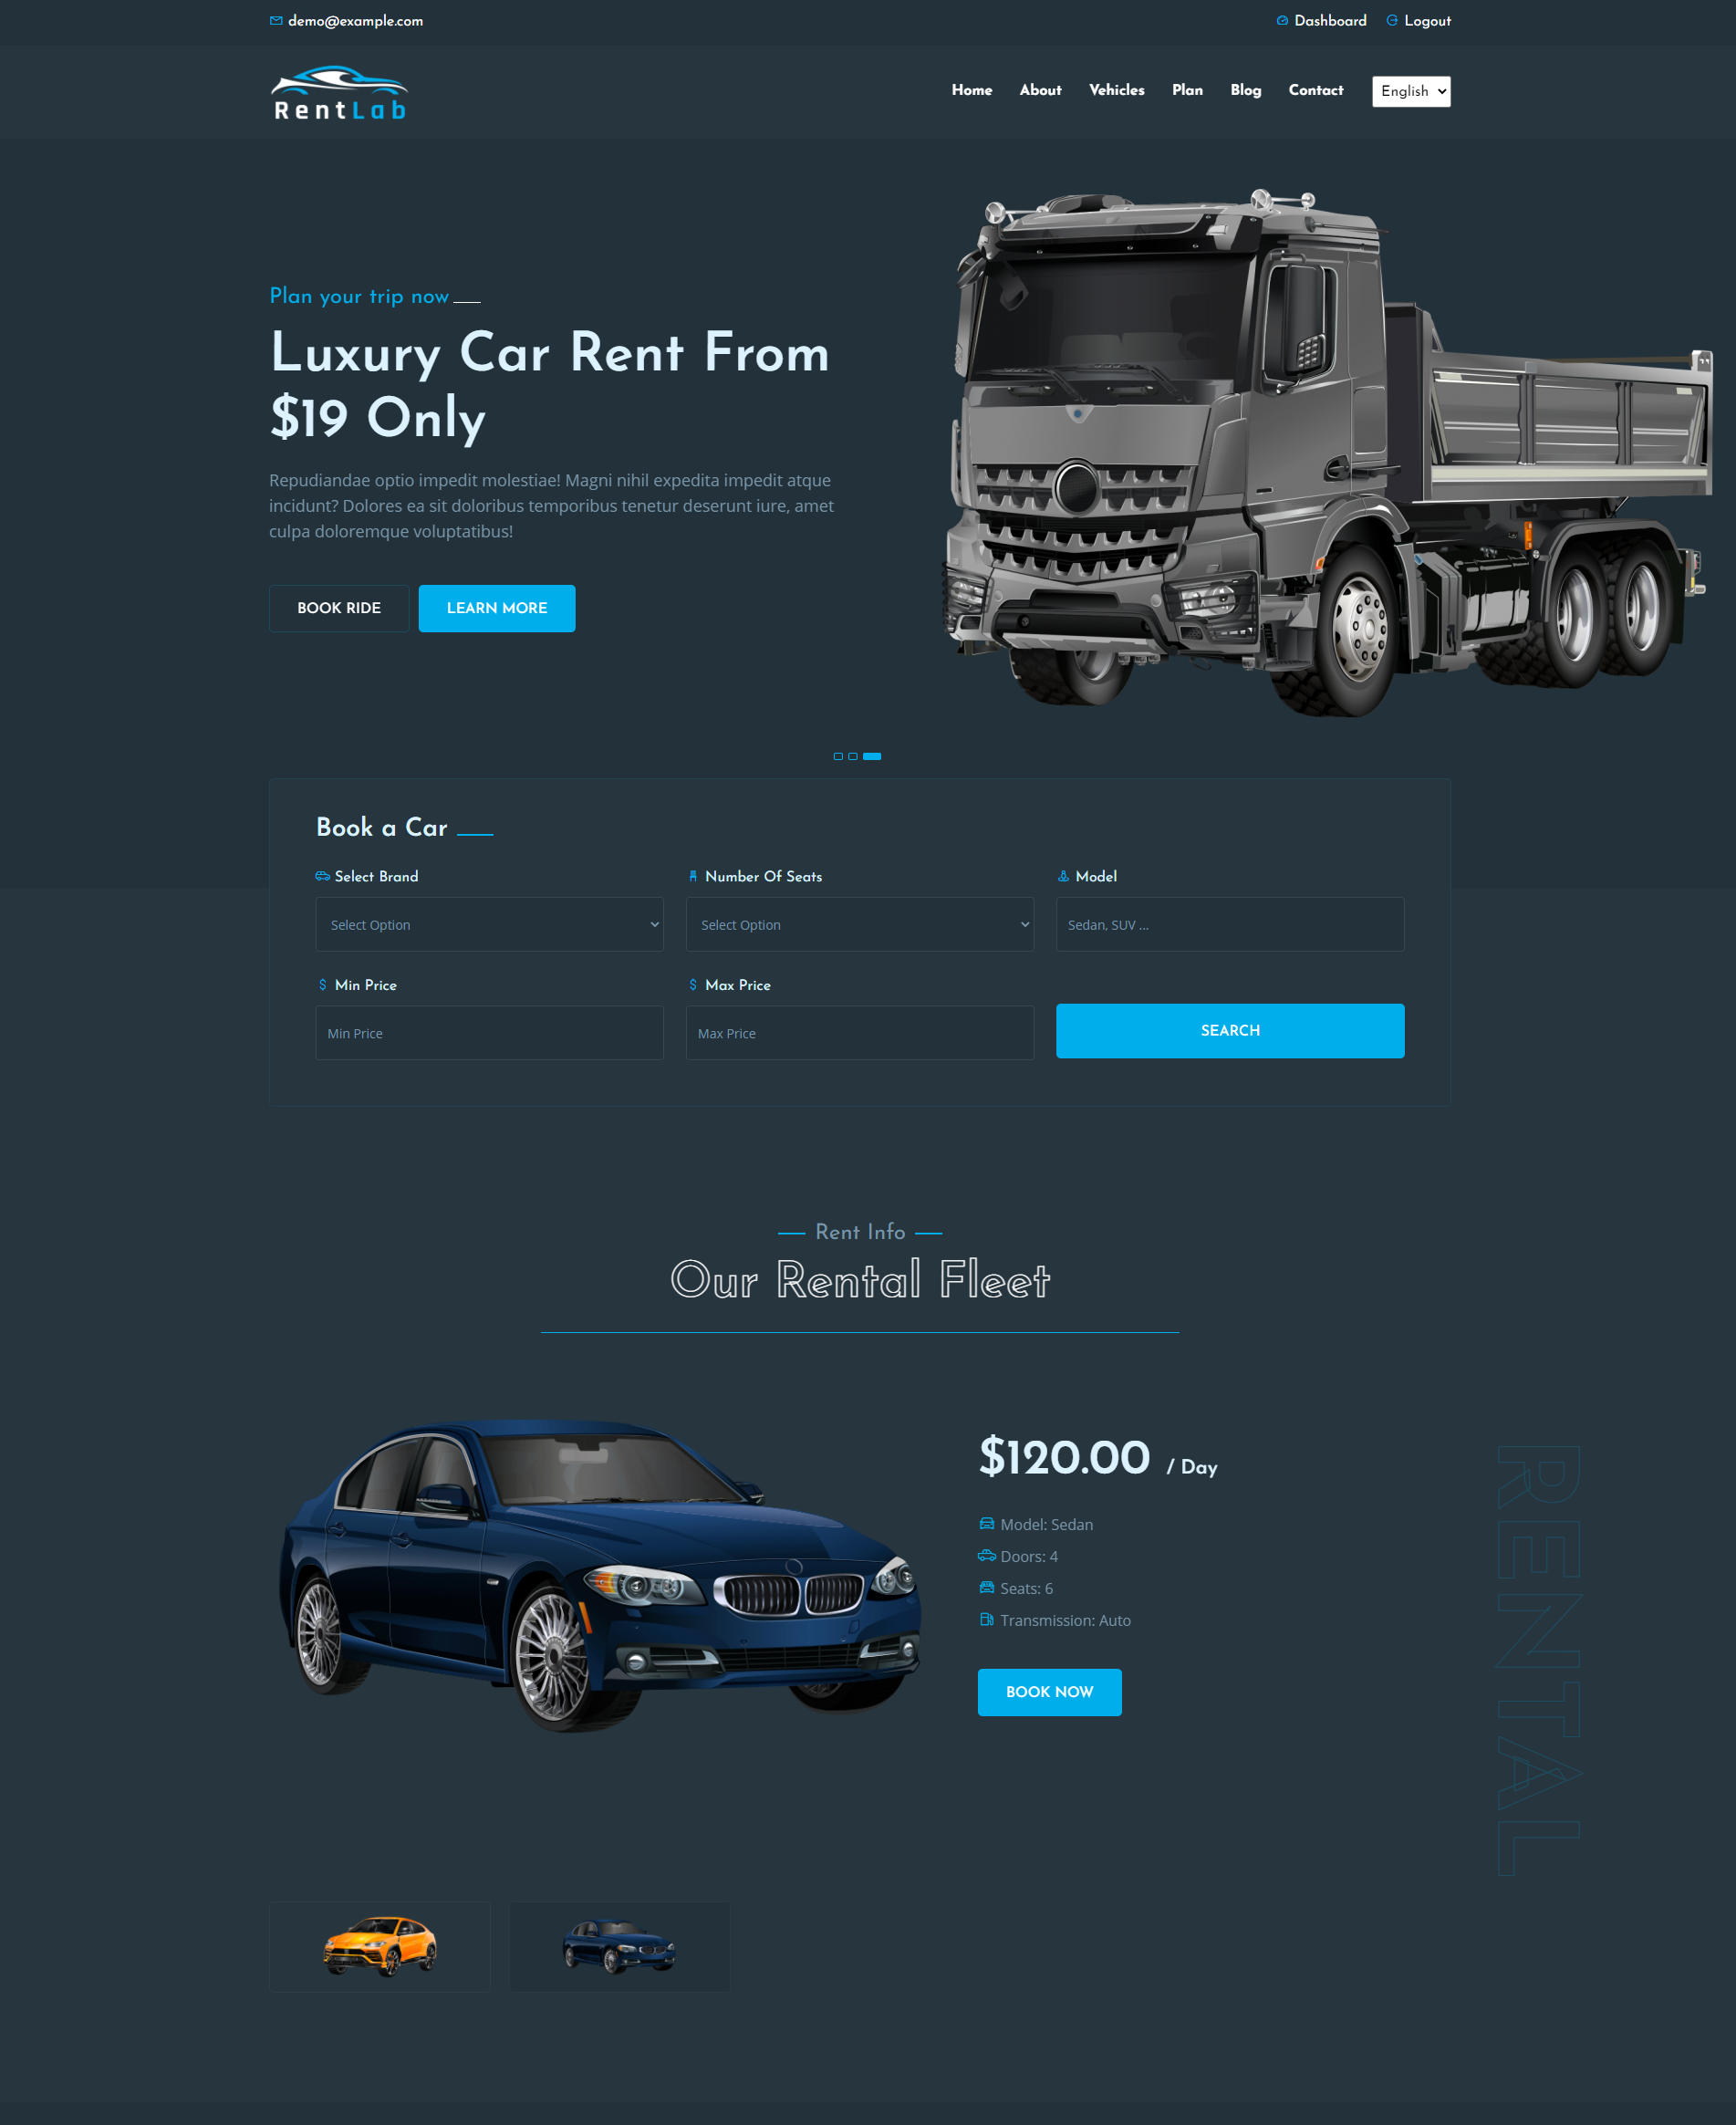 demo@example.com
Dashboard
Logout
RentLab
Home
About
Vehicles
Plan
Blog
Contact
English
Plan your trip now
Luxury Car Rent From
$19 Only
Repudiandae optio impedit molestiae! Magni nihil expedita impedit atque
incidunt? Dolores ea sit doloribus temporibus tenetur deserunt iure, amet
culpa doloremque voluptatibus!
BOOK RIDE
LEARN MORE
Book a Car
Select Brand
Number Of Seats
Model
Select Option
Select Option
Sedan, SUV ...
Min Price
Max Price
Min Price
Max Price
SEARCH
Rent Info
Our Rental Fleet
$120.00 / Day
Model: Sedan
Doors: 4
Seats: 6
Transmission: Auto
BOOK NOW
RENTAL